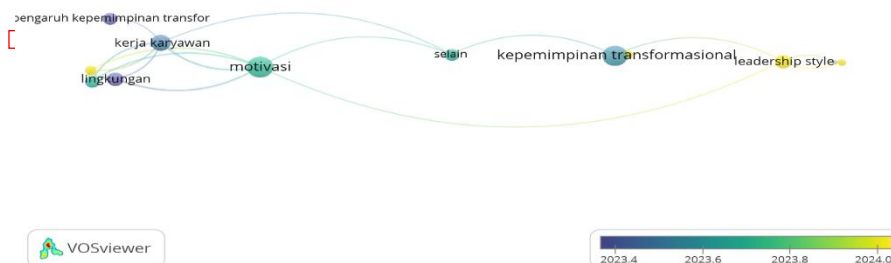 pengaruh kepemimpinan transfor
kerja karyawan
lingkungan
motivasi
selain
kepemimpinan transformasional
leadership style
VOSviewer
2023.4 2023.6 2023.8 2024.0